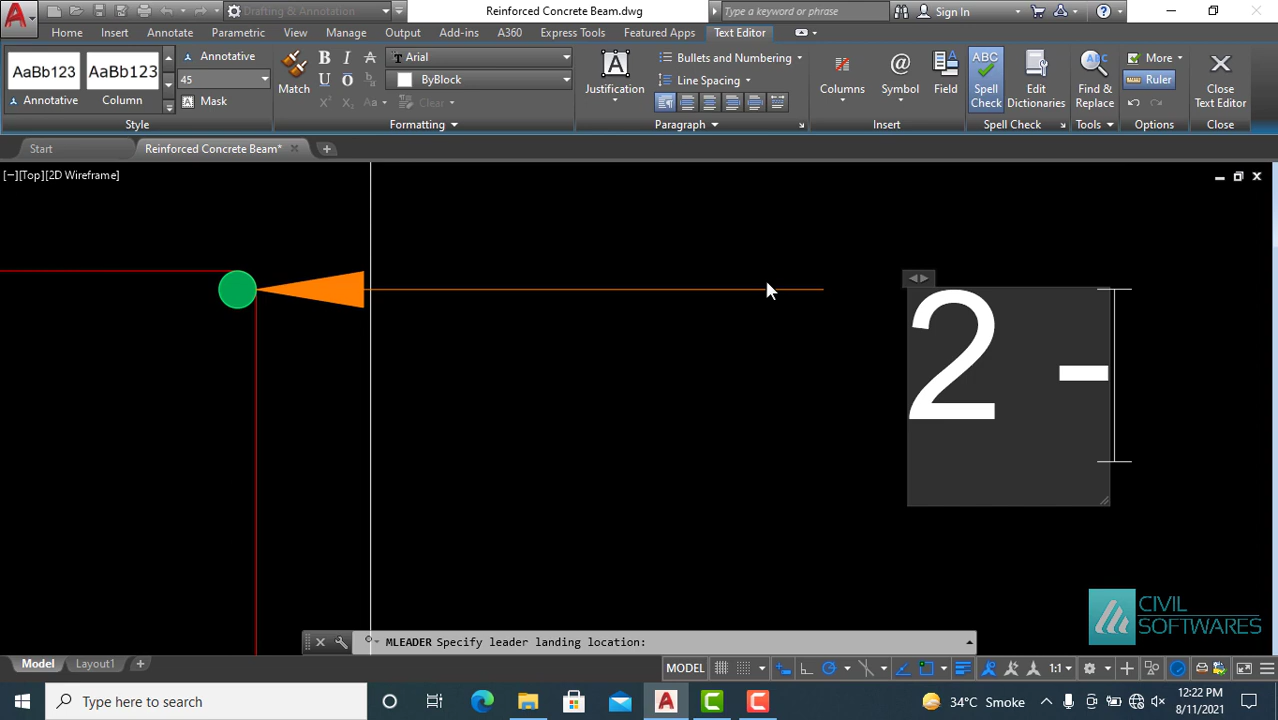 Drafting & Annotation
Reinforced Concrete Beam.dwg
Type a keyword or phrase
Sign In
Home Insert Annotate Parametric View Manage Output Add-ins A360 Express Tools Featured Apps Text Editor
AaBb123 AaBb123
Annotative Column
Annotative
45
Mask
Style
Match
B I A
U O
Aa
Arial
ByBlock
Clear
Formatting
Justification
Bullets and Numbering
Line Spacing
Paragraph
Columns
Symbol
Field
Insert
ABC
Spell
Check
Edit
Dictionaries
Spell Check
Find &
Replace
Tools
More
Ruler
Options
Close
Text Editor
Close
Start
Reinforced Concrete Beam*
[−][Top][2D Wireframe]
2 -
CIVIL
SOFTWARES
MLEADER Specify leader landing location:
Model Layout1
MODEL
1:1
Type here to search
34°C Smoke
12:22 PM
8/11/2021